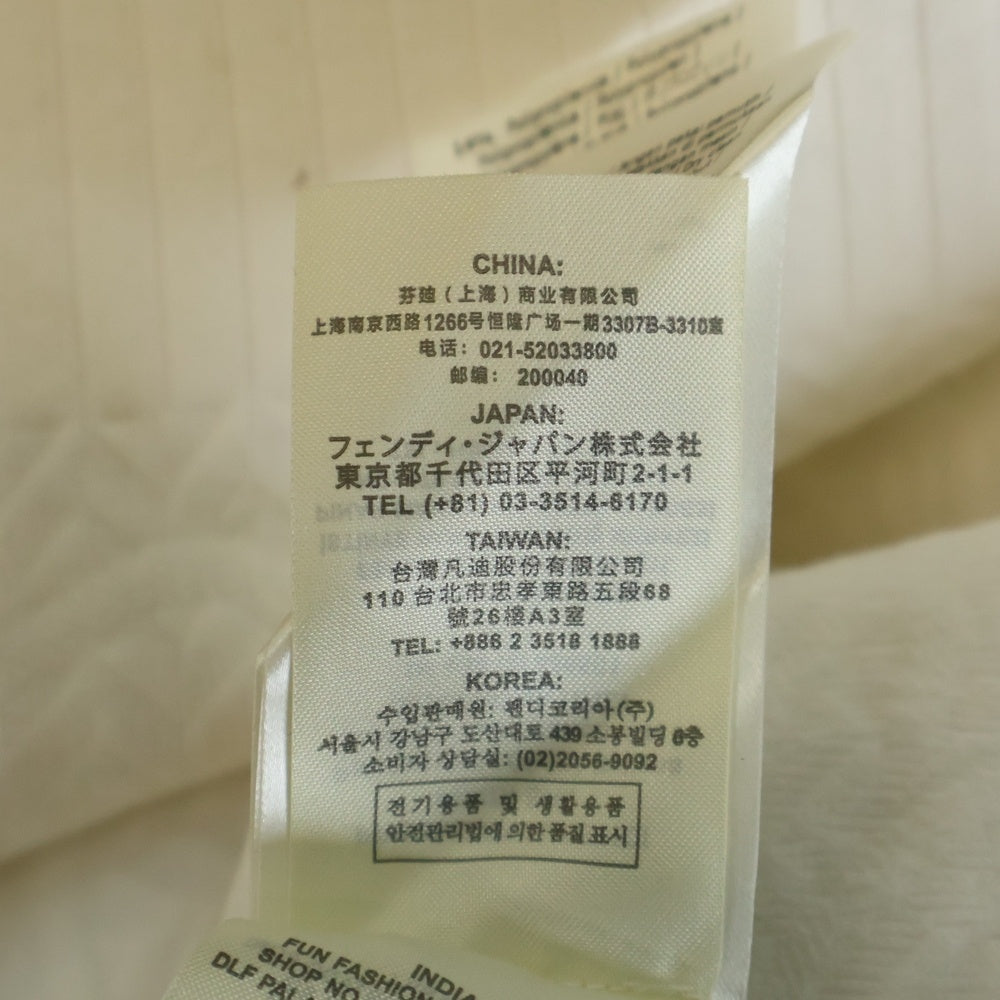 CHINA:
芬迪（上海）商业有限公司
上海南京西路1266号恒隆广场一期3307B-3310室
电话：021-52033800
邮编：200040
JAPAN:
フェンディ・ジャパン株式会社
東京都千代田区平河町2-1-1
TEL (+81) 03-3514-6170
TAIWAN:
台灣凡迪股份有限公司
110 台北市忠孝東路五段68
號26樓A3室
TEL: +886 2 3518 1888
KOREA:
수입판매원: 펜디코리아(주)
서울시 강남구 도산대로 439 소봉빌딩 6층
소비자 상담실: (02)2056-9092
전기용품 및 생활용품
안전관리법에 의한 품질표시
INDIA
FUN FASHION
SHOP NO.
DLF